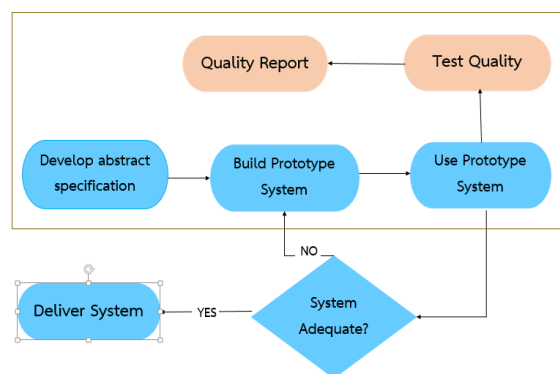 Quality Report
Test Quality
Develop abstract
specification
Build Prototype
System
Use Prototype
System
NO
System
Adequate?
YES
Deliver System